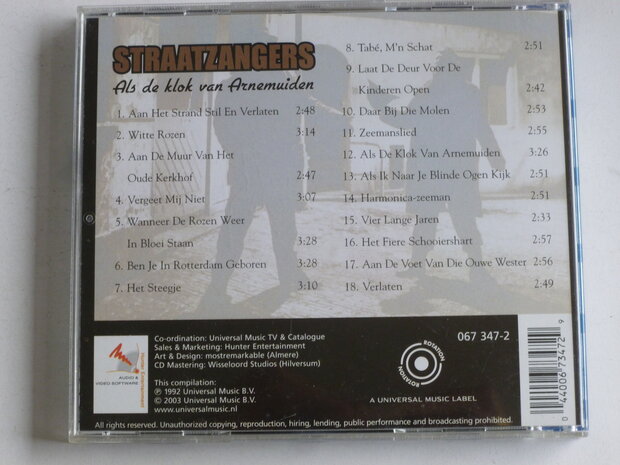 STRAATZANGERS
Als de klok van Arnemuiden
1. Aan Het Strand Stil En Verlaten 2:48
2. Witte Rozen 3:14
3. Aan De Muur Van Het
Oude Kerkhof 2:47
4. Vergeet Mij Niet 3:07
5. Wanneer De Rozen Weer
In Bloei Staan 3:28
6. Ben Je In Rotterdam Geboren 3:28
7. Het Steegje 3:10
8. Tabé, M'n Schat 2:51
9. Laat De Deur Voor De
Kinderen Open 2:42
10. Daar Bij Die Molen 2:53
11. Zeemanslied 2:55
12. Als De Klok Van Arnemuiden 3:26
13. Als Ik Naar Je Blinde Ogen Kijk 2:51
14. Harmonica-zeeman 2:51
15. Vier Lange Jaren 2:33
16. Het Fiere Schooiershart 2:57
17. Aan De Voet Van Die Ouwe Wester 2:56
18. Verlaten 2:49
Hunter Entertainment
AUDIO &
VIDEO SOFTWARE
Co-ordination: Universal Music TV & Catalogue
Sales & Marketing: Hunter Entertainment
Art & Design: mostremarkable (Almere)
CD Mastering: Wisseloord Studios (Hilversum)
This compilation:
℗ 1992 Universal Music B.V.
© 2003 Universal Music B.V.
www.universalmusic.nl
ROTATION
ROTATION
A UNIVERSAL MUSIC LABEL
067 347-2
0 44006 73472 9
All rights reserved. Unauthorized copying, reproduction, hiring, lending, public performance and broadcasting prohibited.